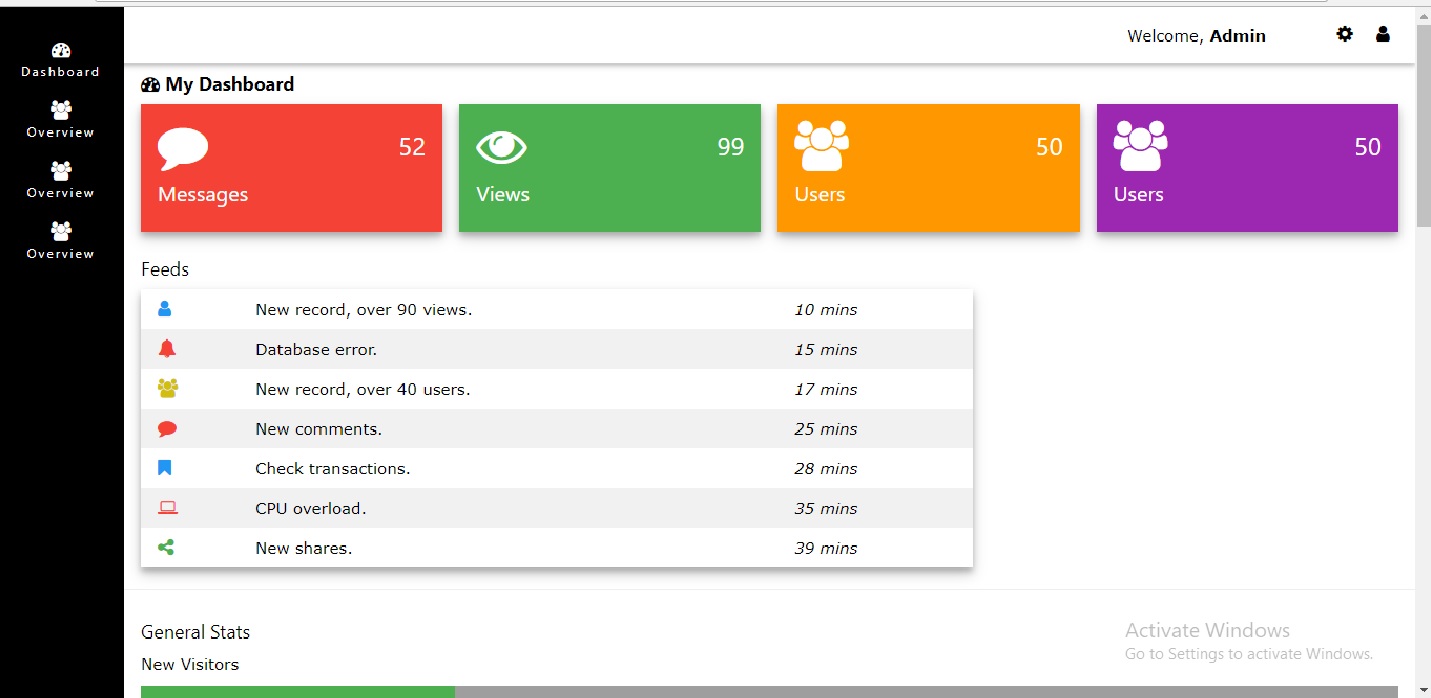 Welcome, Admin
Dashboard
Overview
Overview
Overview
My Dashboard
52
Messages
99
Views
50
Users
50
Users
Feeds
New record, over 90 views. 10 mins
Database error. 15 mins
New record, over 40 users. 17 mins
New comments. 25 mins
Check transactions. 28 mins
CPU overload. 35 mins
New shares. 39 mins
General Stats
New Visitors
Activate Windows
Go to Settings to activate Windows.